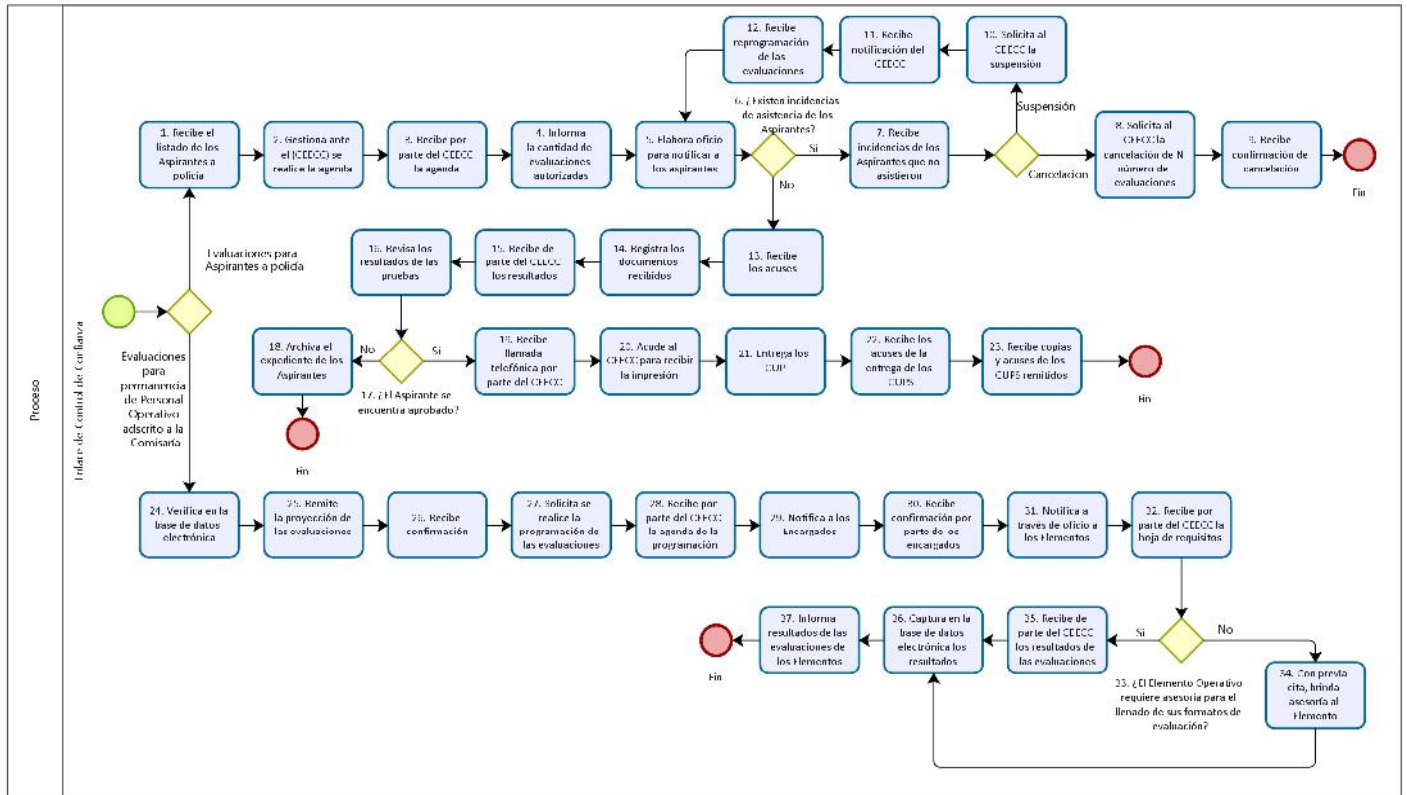 Proceso
Enlace de Control de Confianza
12. Recibe
reprogramación
de las
evaluaciones
11. Recibe
notificación del
CEECC
10. Solicita al
CEECC la
suspensión
6. ¿Existen incidencias
de asistencia de los
Aspirantes?
Suspensión
1. Recibe el
listado de los
Aspirantes a
policía
2. Gestiona ante
el (CEECC) se
realice la agenda
3. Recibe por
parte del CEECC
la agenda
4. Informa
la cantidad de
evaluaciones
autorizadas
5. Elabora oficio
para notificar a
los aspirantes
Si
7. Recibe
incidencias de los
Aspirantes que no
asistieron
Cancelacion
8. Solicita al
CEECC la
cancelación de N
número de
evaluaciones
9. Recibe
confirmación de
cancelación
Fin
No
Evaluaciones para
Aspirantes a policía
16. Revisa los
resultados de las
pruebas
15. Recibe de
parte del CEECC
los resultados
14. Registra los
documentos
recibidos
13. Recibe
los acuses
Evaluaciones
para
permanencia
de Personal
Operativo
adscrito a la
Comisaría
18. Archiva el
expediente de los
Aspirantes
No
Si
17. ¿El Aspirante se
encuentra aprobado?
19. Recibe
llamada
telefónica por
parte del CEECC
20. Acude al
CEECC para recibir
la impresión
21. Entrega los
CUP
22. Recibe los
acuses de la
entrega de los
CUPS
23. Recibe copias
y acuses de los
CUPS remitidos
Fin
Fin
24. Verifica en la
base de datos
electrónica
25. Remite
la proyección de
las evaluaciones
26. Recibe
confirmación
27. Solicita se
realice la
programación de
las evaluaciones
28. Recibe por
parte del CEECC
la agenda de la
programación
29. Notifica a los
Encargados
30. Recibe
confirmación por
parte de los
encargados
31. Notifica a
través de oficio a
los Elementos
32. Recibe por
parte del CEECC la
hoja de requisitos
37. Informa
resultados de las
evaluaciones de
los Elementos
36. Captura en la
base de datos
electrónica los
resultados
35. Recibe de
parte del CEECC
los resultados de
las evaluaciones
Si
No
Fin
33. ¿El Elemento Operativo
requiere asesoría para el
llenado de sus formatos de
evaluación?
34. Con previa
cita, brinda
asesoría al
Elemento